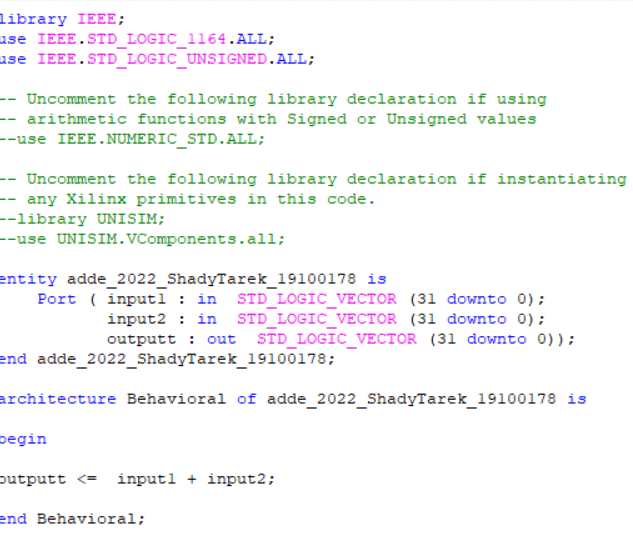 library IEEE;
use IEEE.STD_LOGIC_1164.ALL;
use IEEE.STD_LOGIC_UNSIGNED.ALL;
-- Uncomment the following library declaration if using
-- arithmetic functions with Signed or Unsigned values
--use IEEE.NUMERIC_STD.ALL;
-- Uncomment the following library declaration if instantiating
-- any Xilinx primitives in this code.
--library UNISIM;
--use UNISIM.VComponents.all;
entity adde_2022_ShadyTarek_19100178 is
Port ( input1 : in STD_LOGIC_VECTOR (31 downto 0);
input2 : in STD_LOGIC_VECTOR (31 downto 0);
outputt : out STD_LOGIC_VECTOR (31 downto 0));
end adde_2022_ShadyTarek_19100178;
architecture Behavioral of adde_2022_ShadyTarek_19100178 is
begin
outputt <= input1 + input2;
end Behavioral;